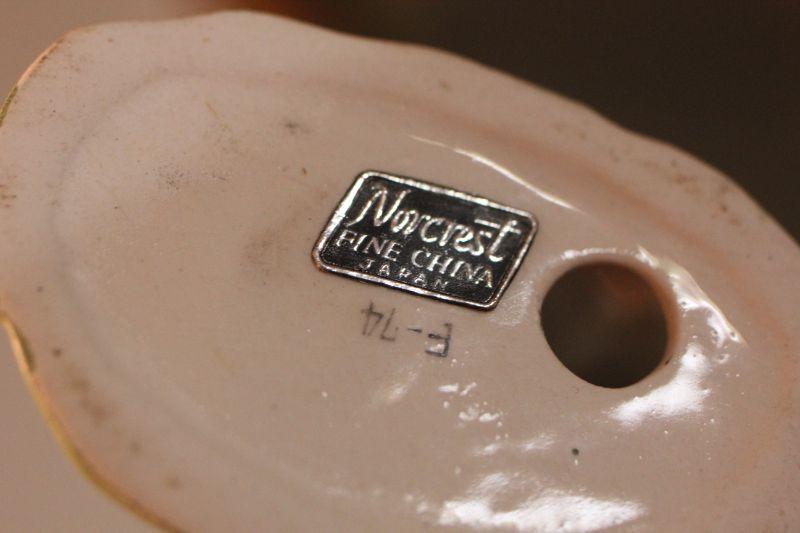 Norcrest
FINE CHINA
JAPAN
F-74